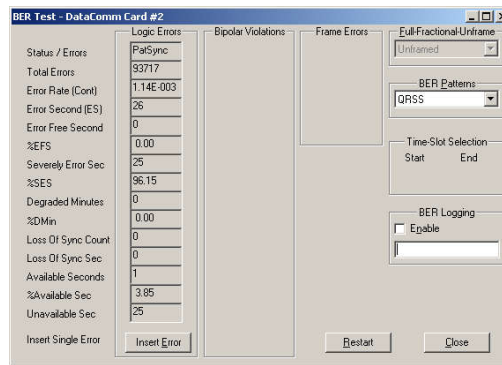 BER Test - DataComm Card #2
Logic Errors Bipolar Violations Frame Errors Full-Fractional-Unframe
Status / Errors PatSync Unframed
Total Errors 93717
Error Rate (Cont) 1.14E-003 BER Patterns
Error Second (ES) 26 QRSS
Error Free Second 0
%EFS 0.00 Time-Slot Selection
Severely Error Sec 25 Start End
%SES 96.15
Degraded Minutes 0
%DMin 0.00 BER Logging
Loss Of Sync Count 0 Enable
Loss Of Sync Sec 0
Available Seconds 1
%Available Sec 3.85
Unavailable Sec 25
Insert Single Error Insert Error Restart Close